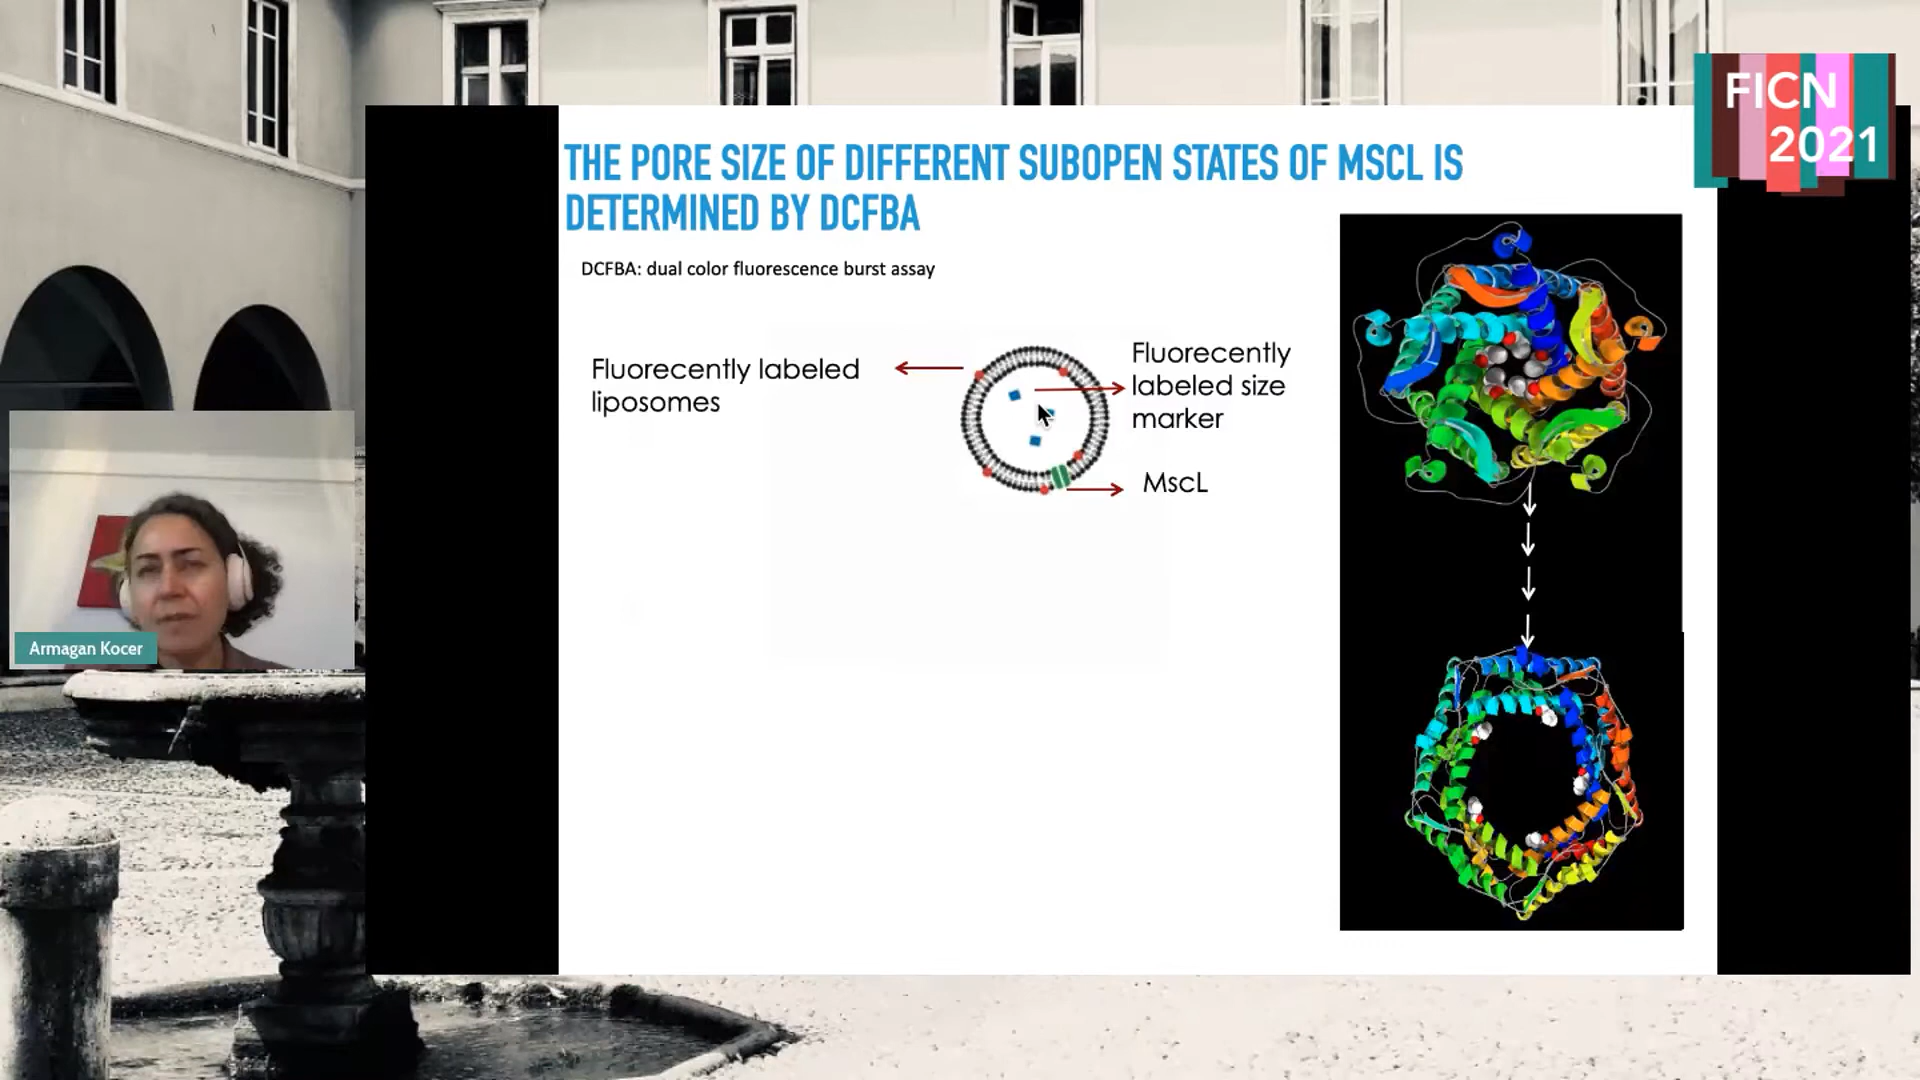 FICN
2021
THE PORE SIZE OF DIFFERENT SUBOPEN STATES OF MSCL IS
DETERMINED BY DCFBA
DCFBA: dual color fluorescence burst assay
Fluorecently labeled
liposomes
Fluorecently
labeled size
marker
MscL
Armagan Kocer